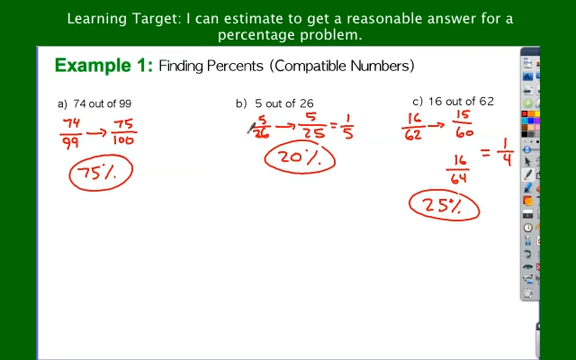 Learning Target: I can estimate to get a reasonable answer for a
percentage problem.
Example 1: Finding Percents (Compatible Numbers)
a) 74 out of 99
74/99 → 75/100
75%
b) 5 out of 26
5/26 → 5/25 = 1/5
20%
c) 16 out of 62
16/62 → 15/60
16/64 = 1/4
25%